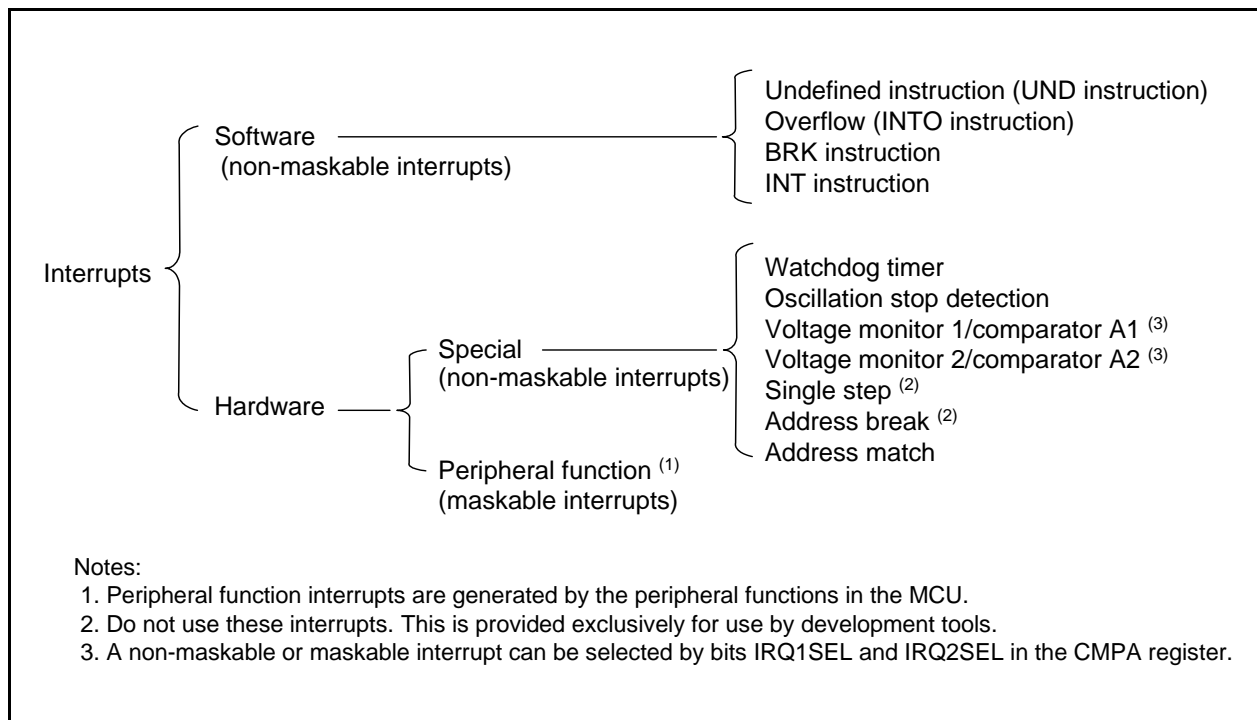 Interrupts
Software
(non-maskable interrupts)
Undefined instruction (UND instruction)
Overflow (INTO instruction)
BRK instruction
INT instruction
Hardware
Special
(non-maskable interrupts)
Watchdog timer
Oscillation stop detection
Voltage monitor 1/comparator A1 (3)
Voltage monitor 2/comparator A2 (3)
Single step (2)
Address break (2)
Address match
Peripheral function (1)
(maskable interrupts)
Notes:
1. Peripheral function interrupts are generated by the peripheral functions in the MCU.
2. Do not use these interrupts. This is provided exclusively for use by development tools.
3. A non-maskable or maskable interrupt can be selected by bits IRQ1SEL and IRQ2SEL in the CMPA register.